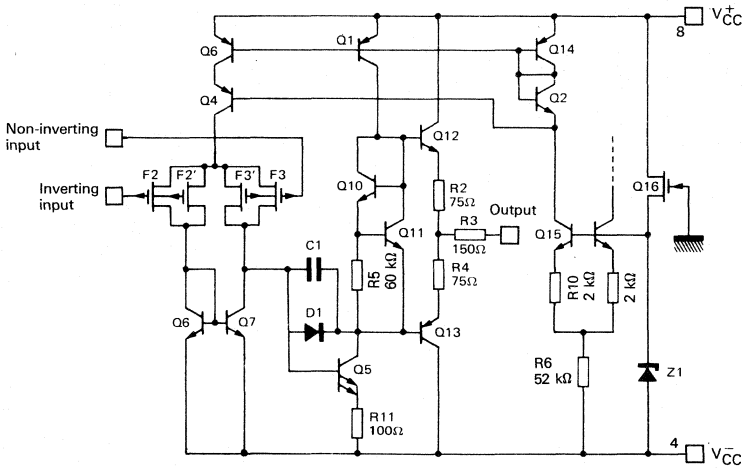 8 V+CC
Q6
Q1
Q14
Q4
Q2
Non-inverting
input
Q12
F2 F2' F3' F3
Inverting
input
Q10
R2
75Ω
Output
Q16
R3
150Ω
Q11
Q15
C1
R5
60 kΩ
R4
75Ω
R10
2 kΩ
2 kΩ
Q6
Q7
D1
Q13
Q5
R6
52 kΩ
Z1
R11
100Ω
4 V-CC